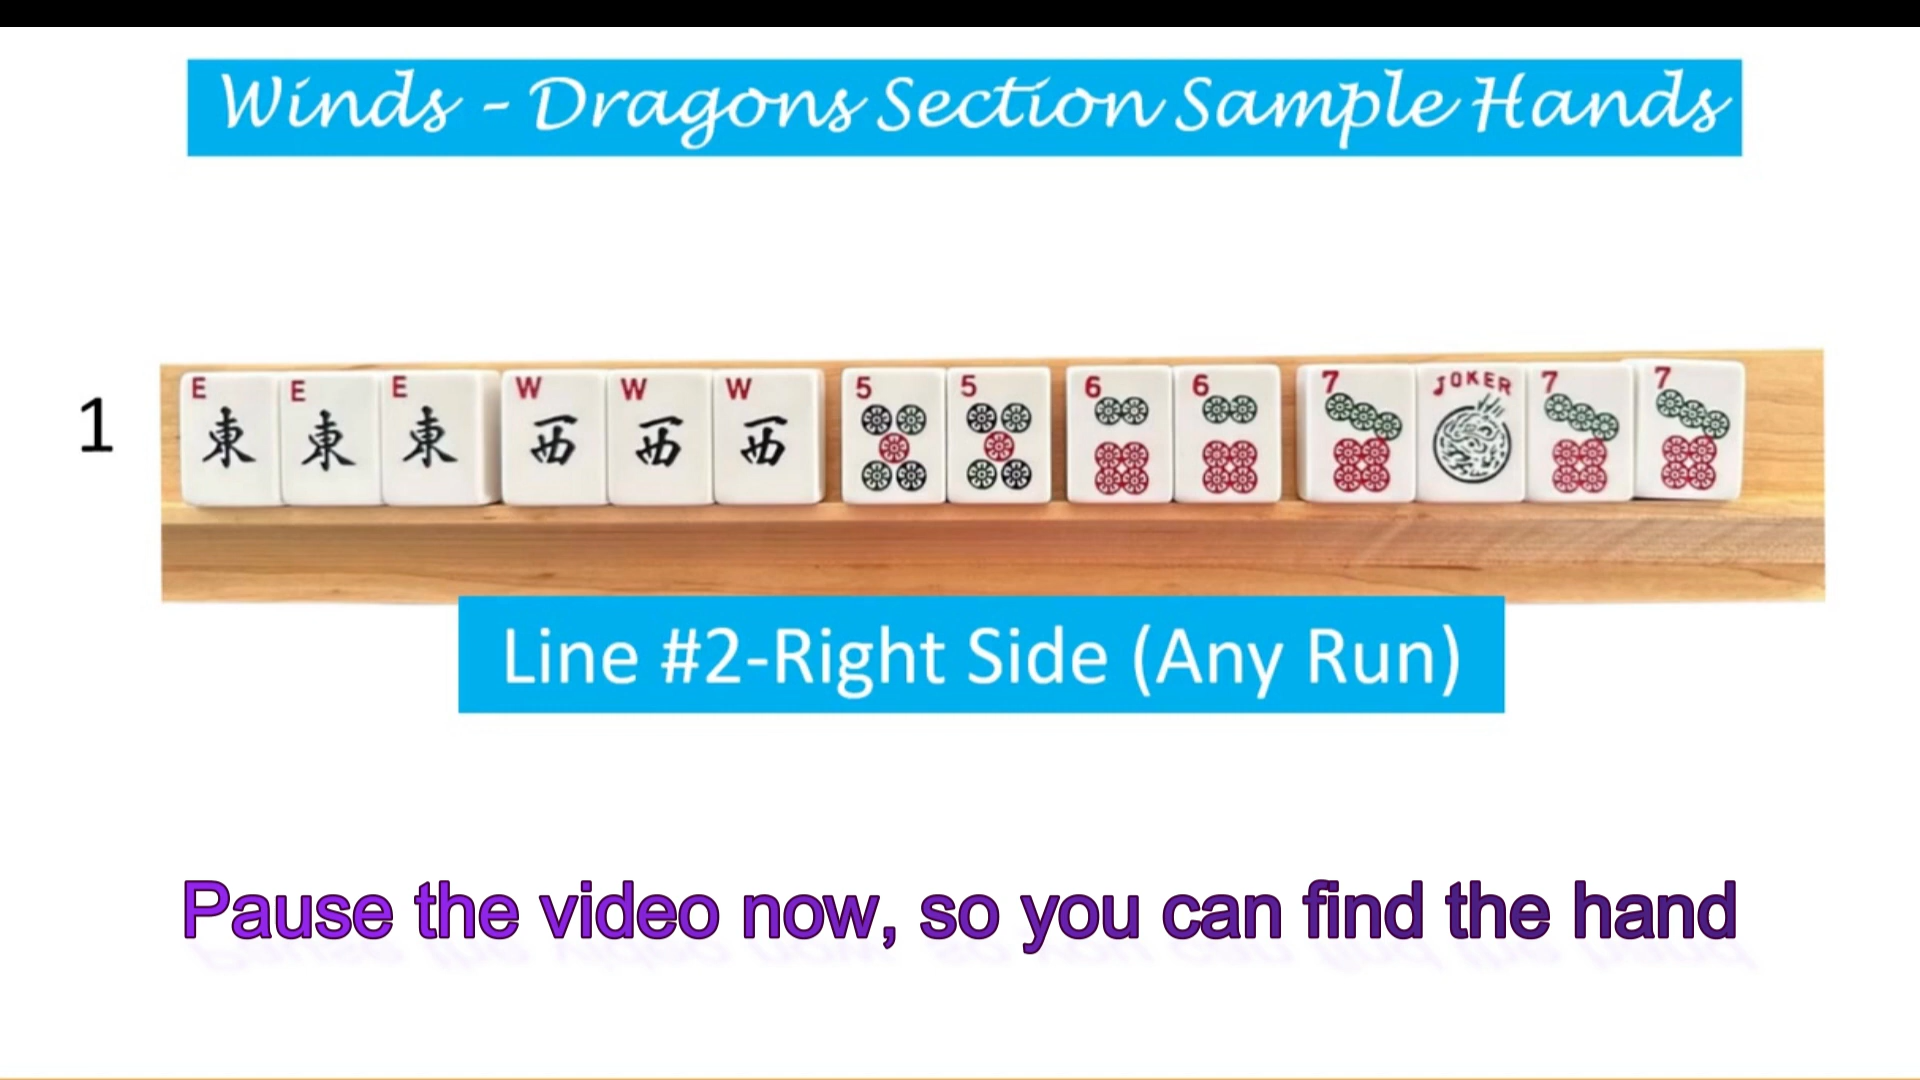 Winds - Dragons Section Sample Hands
1
E E E W W W 5 5 6 6 7 JOKER 7 7
東 東 東 西 西 西
Line #2-Right Side (Any Run)
Pause the video now, so you can find the hand